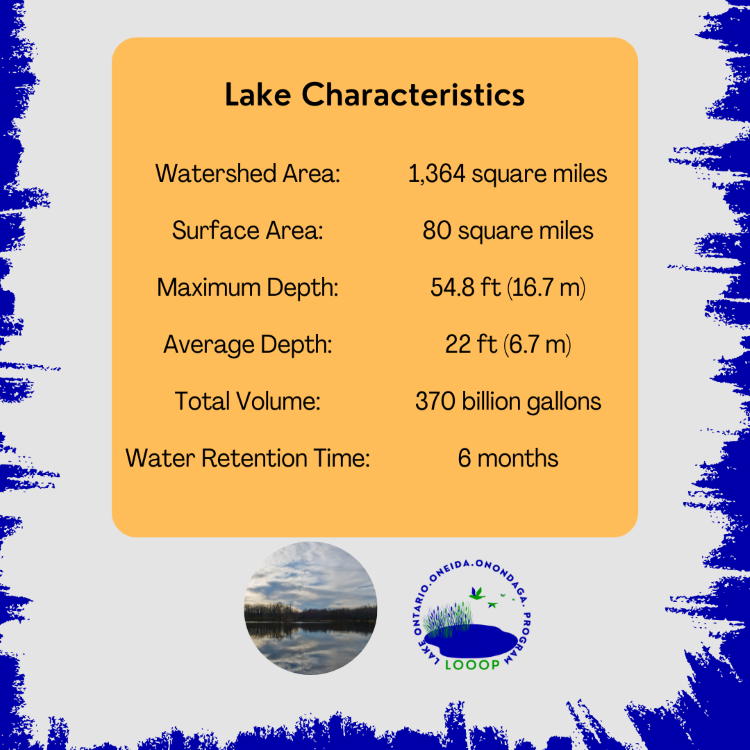 Lake Characteristics
Watershed Area: 1,364 square miles
Surface Area: 80 square miles
Maximum Depth: 54.8 ft (16.7 m)
Average Depth: 22 ft (6.7 m)
Total Volume: 370 billion gallons
Water Retention Time: 6 months
LAKE ONTARIO.ONEIDA.ONONDAGA. PROGRAM
LOOOP